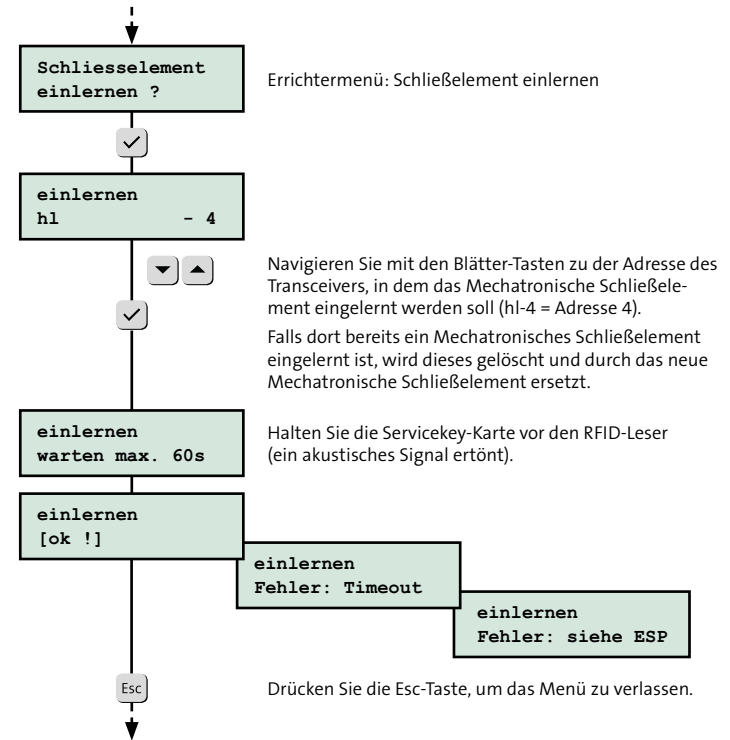 Schliesselement
einlernen ?
Errichtermenü: Schließelement einlernen
einlernen
hl - 4
Navigieren Sie mit den Blätter-Tasten zu der Adresse des
Transceivers, in dem das Mechatronische Schließele-
ment eingelernt werden soll (hl-4 = Adresse 4).
Falls dort bereits ein Mechatronisches Schließelement
eingelernt ist, wird dieses gelöscht und durch das neue
Mechatronische Schließelement ersetzt.
einlernen
warten max. 60s
Halten Sie die Servicekey-Karte vor den RFID-Leser
(ein akustisches Signal ertönt).
einlernen
[ok !]
einlernen
Fehler: Timeout
einlernen
Fehler: siehe ESP
Esc
Drücken Sie die Esc-Taste, um das Menü zu verlassen.